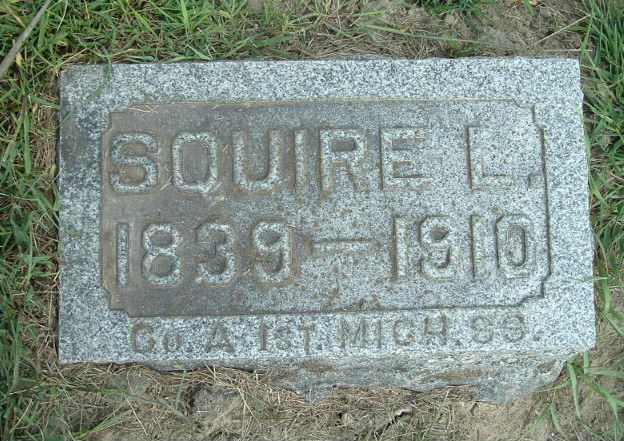 SQUIRE L.
1839–1910
Co A 1ST. MICH. SS.